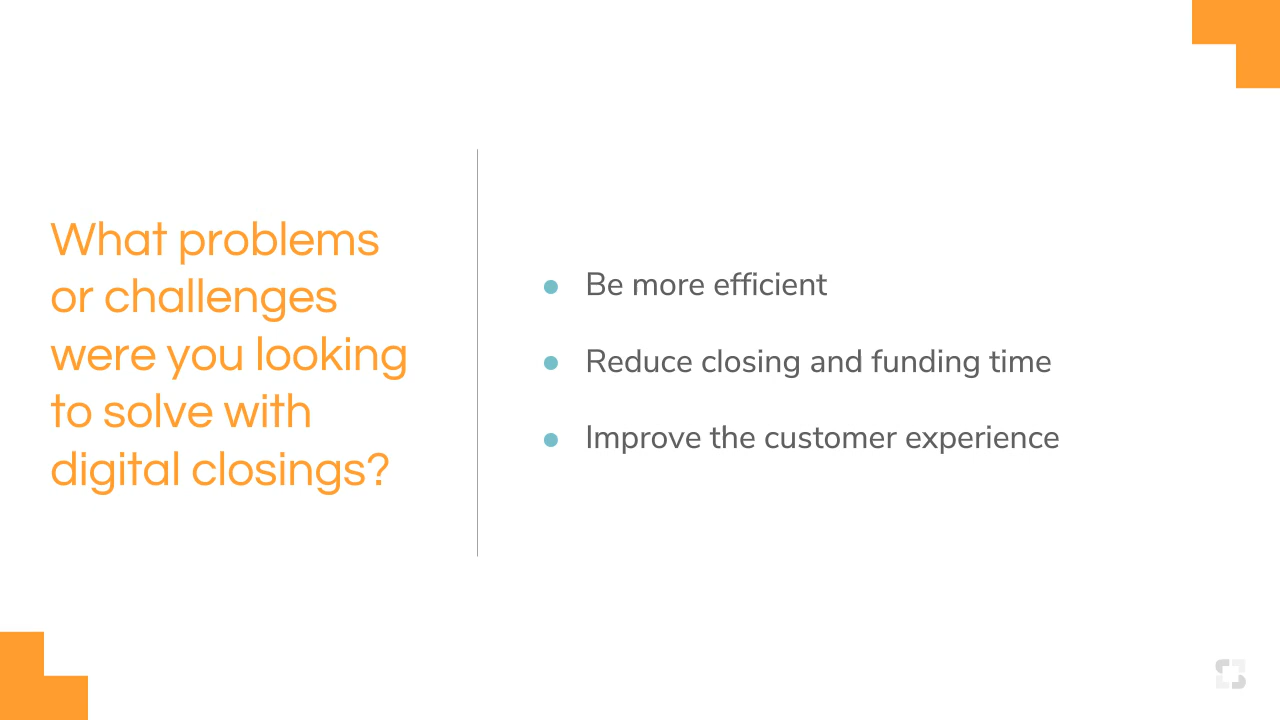 What problems
or challenges
were you looking
to solve with
digital closings?
Be more efficient
Reduce closing and funding time
Improve the customer experience